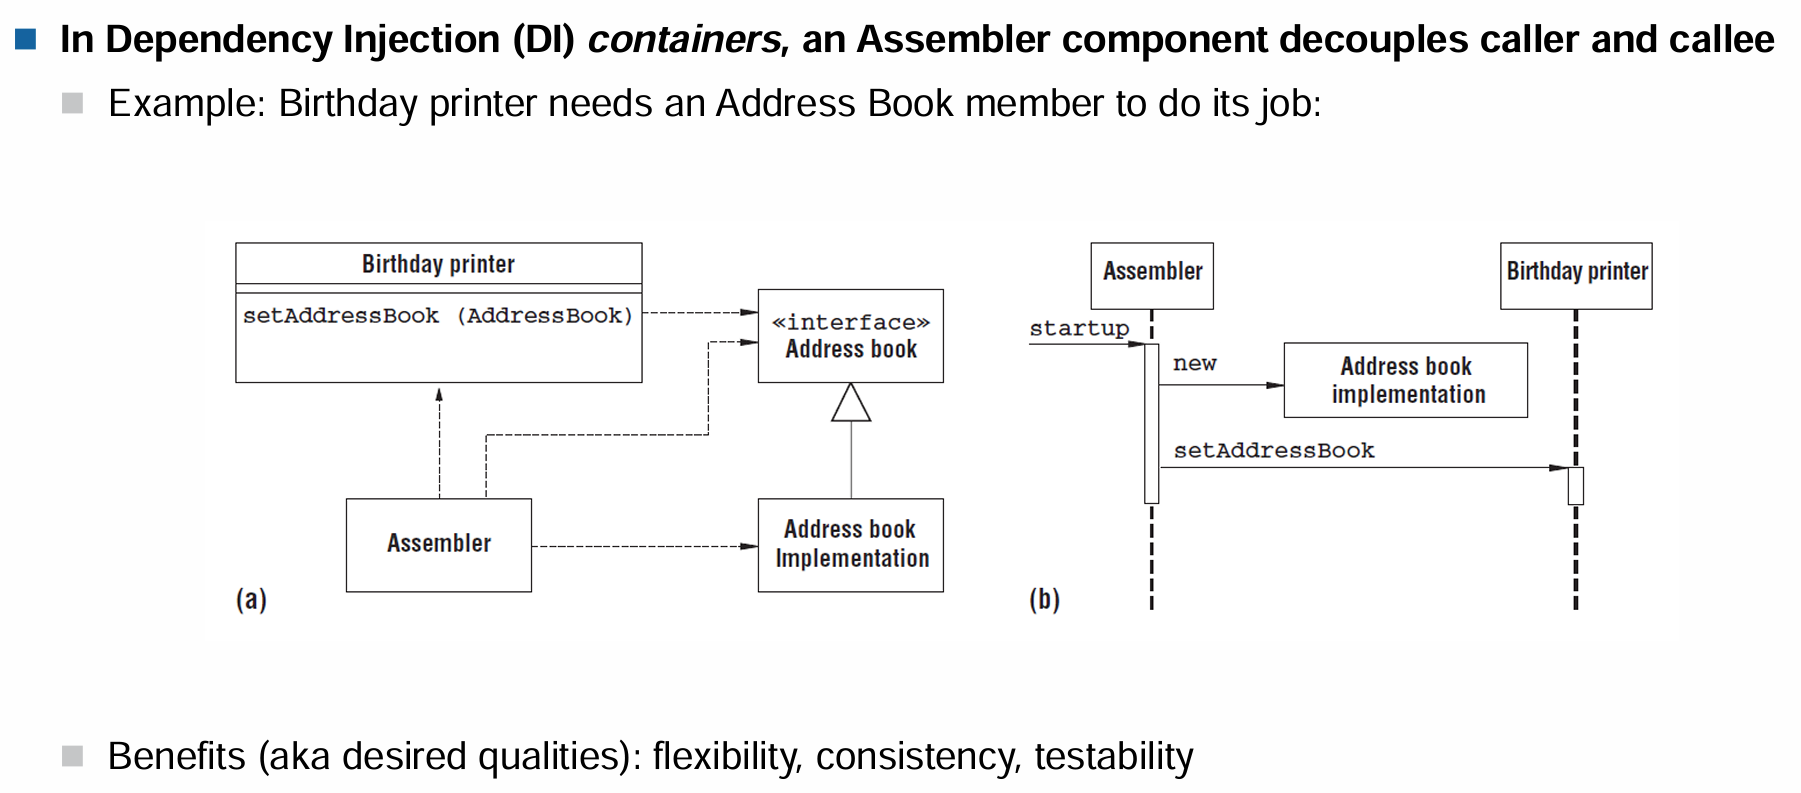 In Dependency Injection (DI) containers, an Assembler component decouples caller and callee
Example: Birthday printer needs an Address Book member to do its job:
Birthday printer
setAddressBook (AddressBook)
«interface»
Address book
Assembler
Address book
Implementation
(a)
Assembler
Birthday printer
startup
new
Address book
implementation
setAddressBook
(b)
Benefits (aka desired qualities): flexibility, consistency, testability